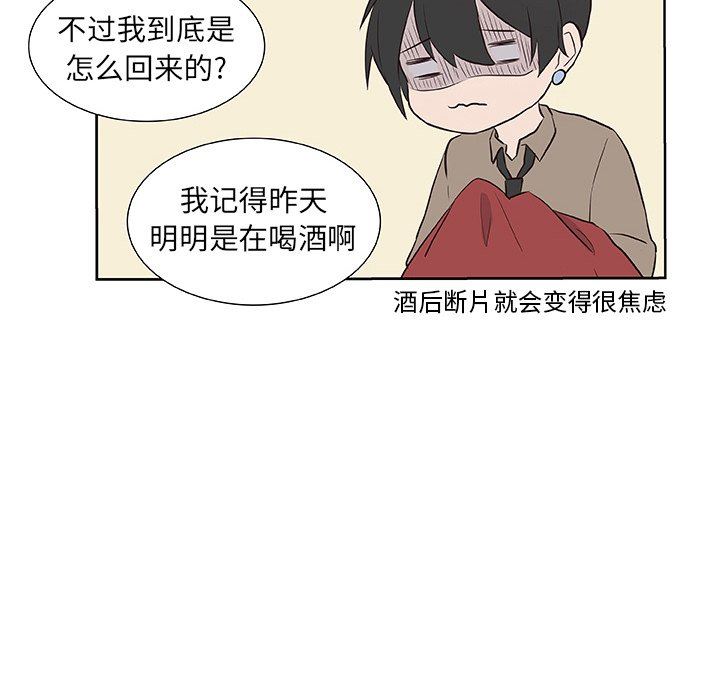 不过我到底是
怎么回来的?
我记得昨天
明明是在喝酒啊
酒后断片就会变得很焦虑